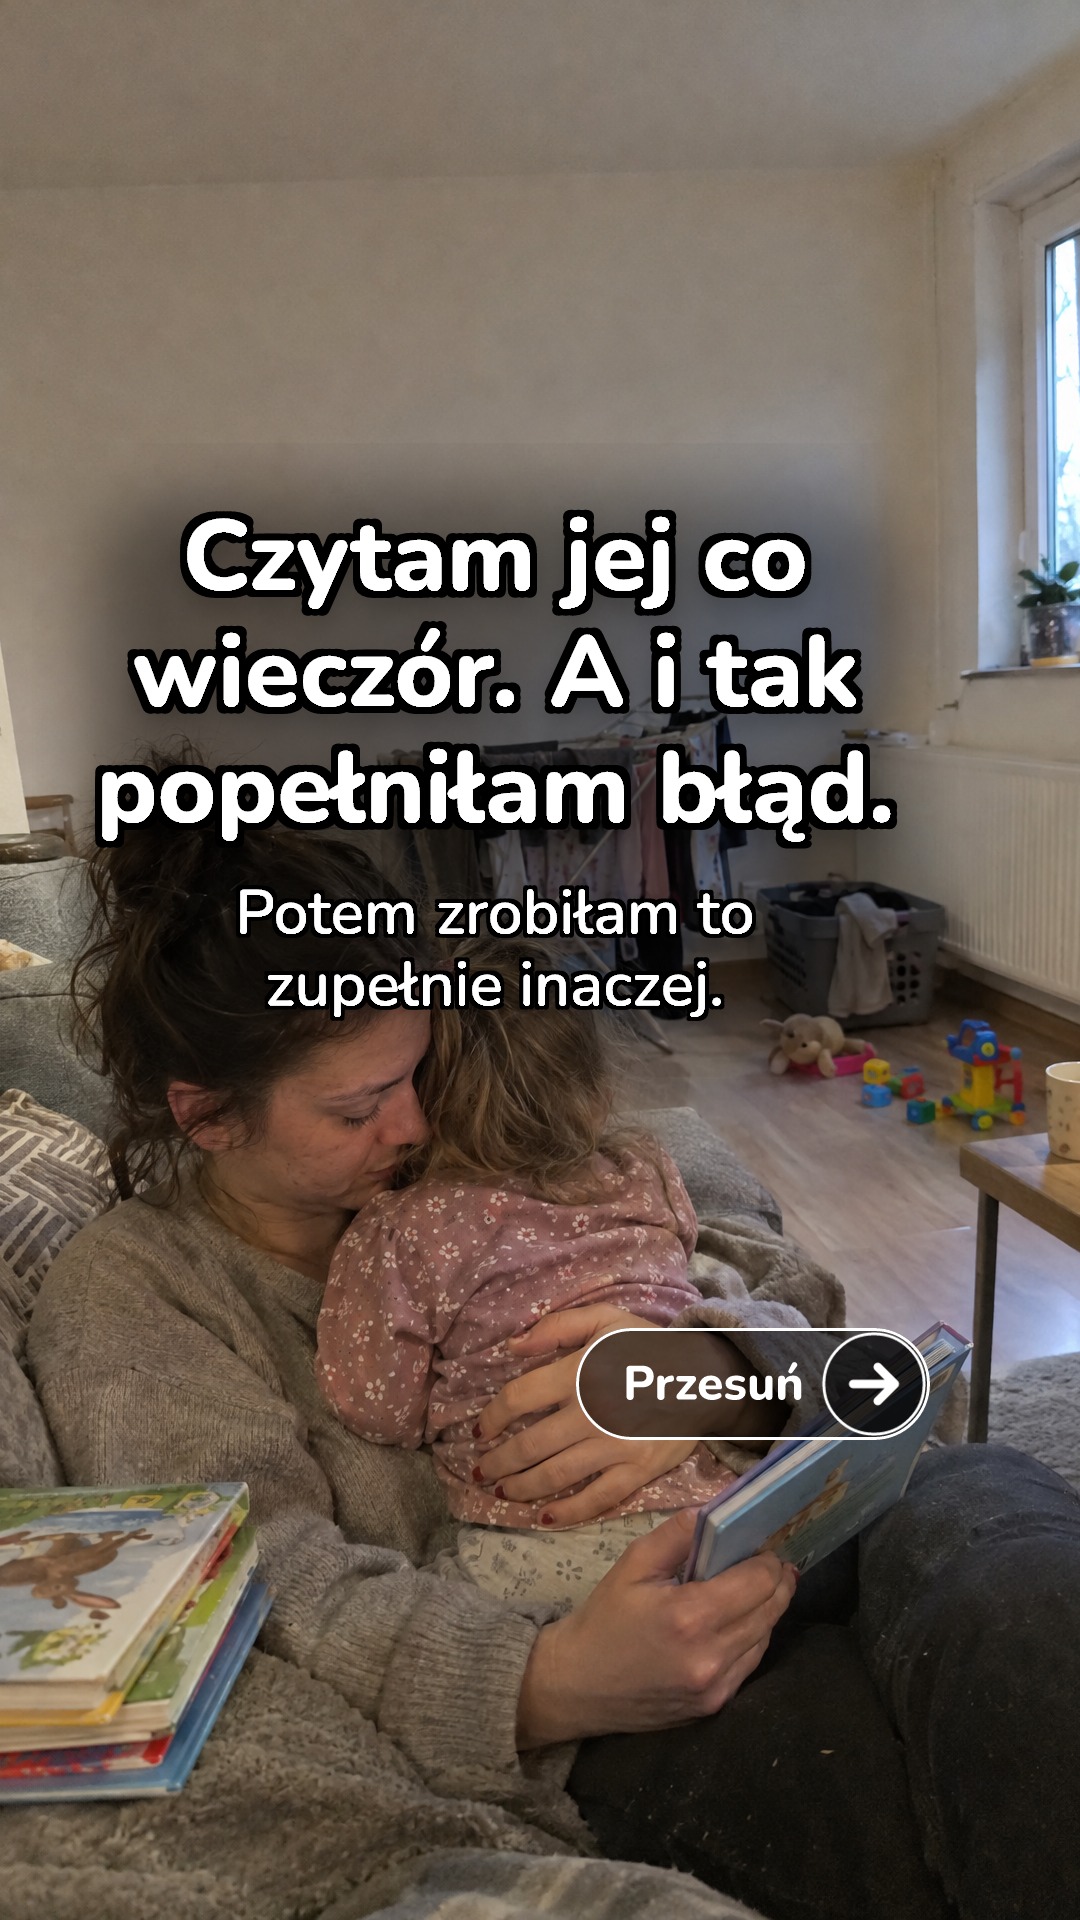 Czytam jej co
wieczór. A i tak
popełniłam błąd.
Potem zrobiłam to
zupełnie inaczej.
Przesuń